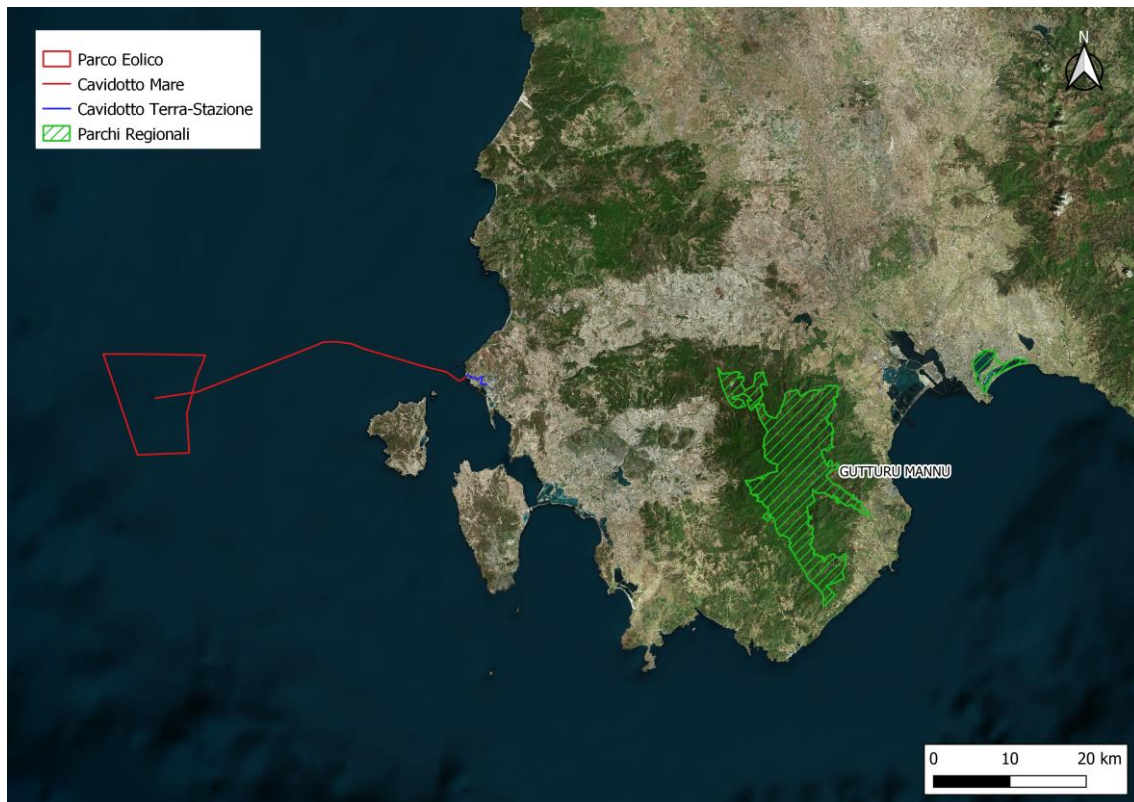 Parco Eolico
Cavidotto Mare
Cavidotto Terra-Stazione
Parchi Regionali
N
GUTTURU MANNU
0 10 20 km